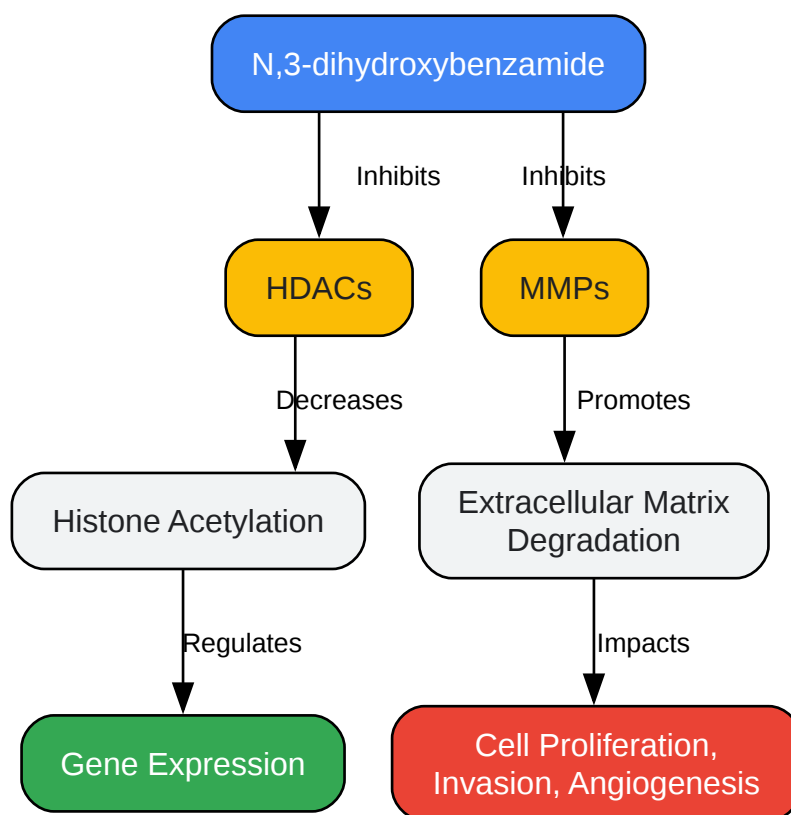 N,3-dihydroxybenzamide
Inhibits
Inhibits
HDACs
MMPs
Decreases
Promotes
Histone Acetylation
Extracellular Matrix
Degradation
Regulates
Impacts
Gene Expression
Cell Proliferation,
Invasion, Angiogenesis